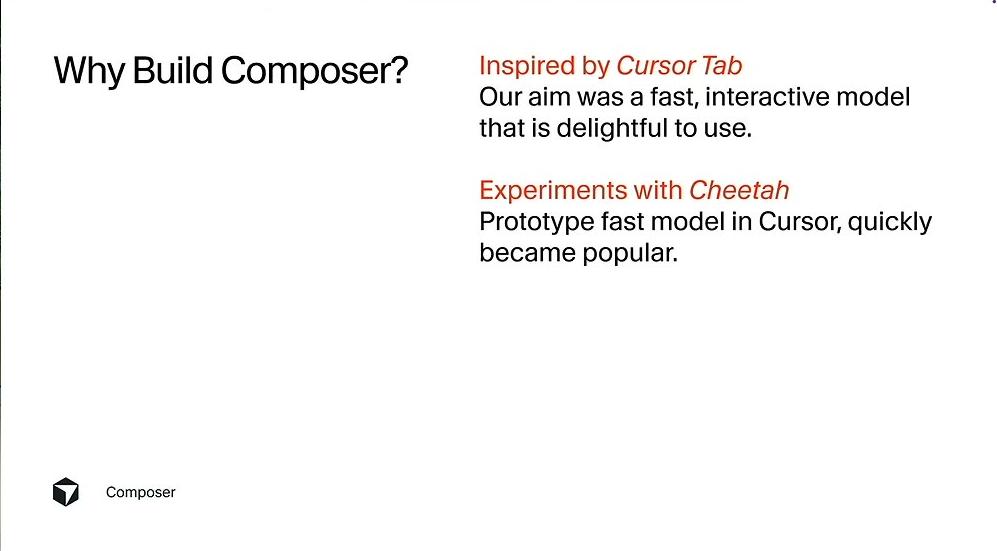 Why Build Composer?
Inspired by Cursor Tab
Our aim was a fast, interactive model
that is delightful to use.
Experiments with Cheetah
Prototype fast model in Cursor, quickly
became popular.
Composer